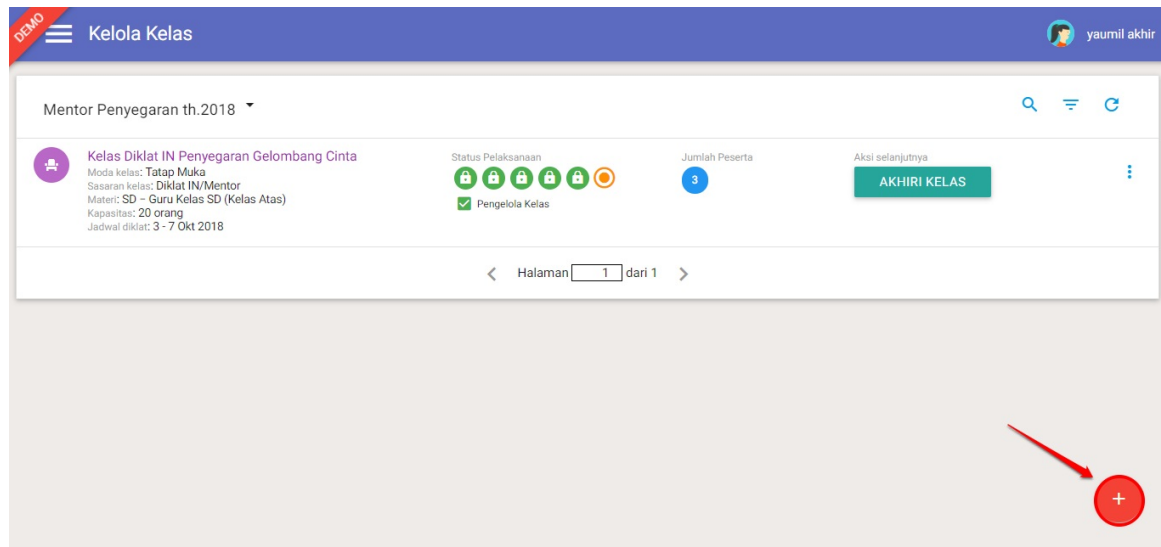 DEMO
Kelola Kelas
yaumil akhir
Mentor Penyegaran th.2018
Kelas Diklat IN Penyegaran Gelombang Cinta
Moda kelas: Tatap Muka
Sasaran kelas: Diklat IN/Mentor
Materi: SD - Guru Kelas SD (Kelas Atas)
Kapasitas: 20 orang
Jadwal diklat: 3 - 7 Okt 2018
Status Pelaksanaan
Pengelola Kelas
Jumlah Peserta
3
Aksi selanjutnya
AKHIRI KELAS
Halaman 1 dari 1
+